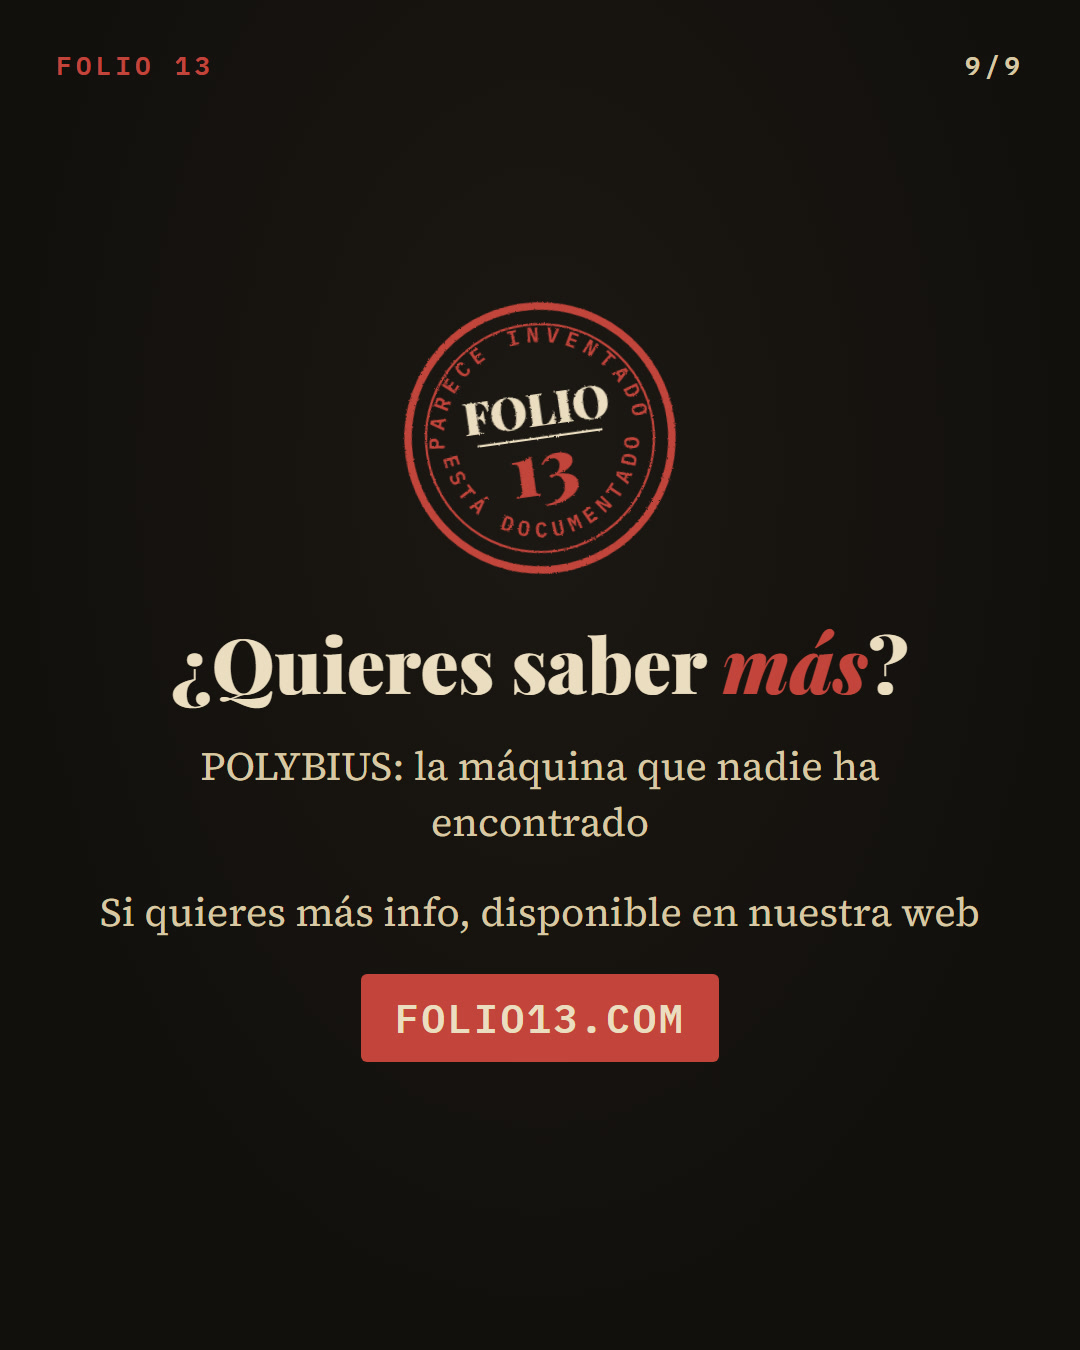 FOLIO 13
9/9
PARECE INVENTADO
FOLIO
13
ESTÁ DOCUMENTADO
¿Quieres saber más?
POLYBIUS: la máquina que nadie ha
encontrado
Si quieres más info, disponible en nuestra web
FOLIO13.COM